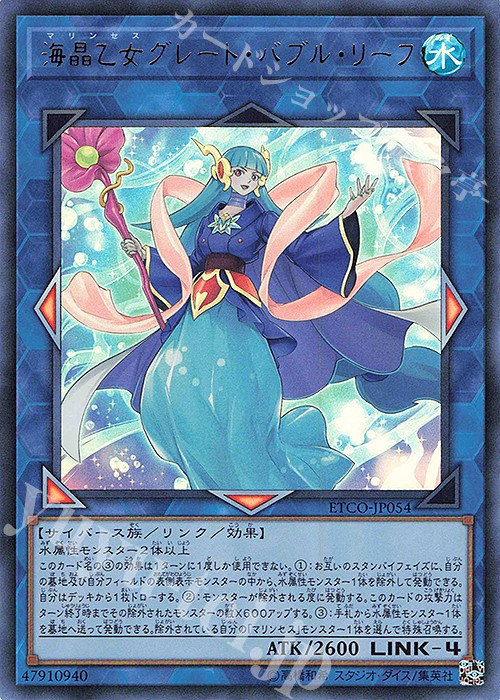 マリンセス
海晶乙女グレート・バブル・リーフ
水
ETCO-JP054
【サイバース族／リンク／効果】
水属性モンスター２体以上
このカード名の③の効果は１ターンに１度しか使用できない。①：お互いのスタンバイフェイズに、自分
の墓地及び自分フィールドの表側表示モンスターの中から、水属性モンスター１体を除外して発動できる。
自分はデッキから１枚ドローする。②：モンスターが除外される度に発動する。このカードの攻撃力は
ターン終了時までその除外されたモンスターの数×６００アップする。③：手札から水属性モンスター１体
を墓地へ送って発動できる。除外されている自分の「マリンセス」モンスター１体を選んで特殊召喚する。
ATK/2600 LINK-4
47910940
©高橋和希 スタジオ・ダイス/集英社